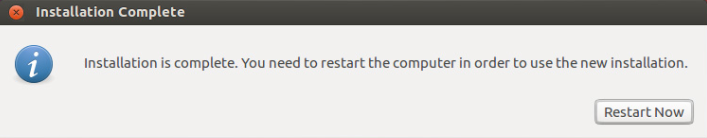 Installation Complete
Installation is complete. You need to restart the computer in order to use the new installation.
Restart Now